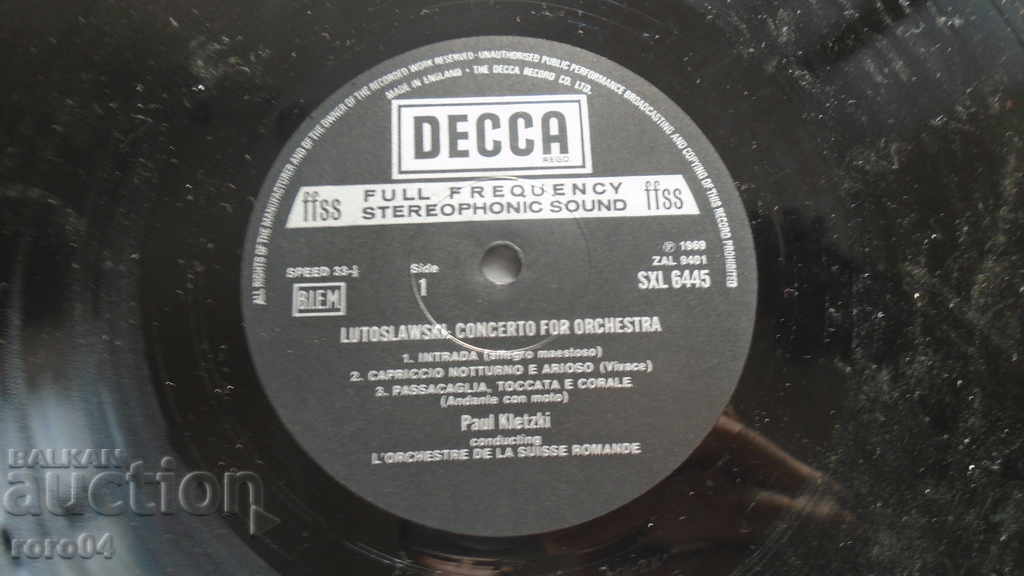 ALL RIGHTS OF THE MANUFACTURER AND OF THE OWNER OF THE RECORDED WORK RESERVED · UNAUTHORISED PUBLIC PERFORMANCE BROADCASTING AND COPYING OF THIS RECORD PROHIBITED
MADE IN ENGLAND · THE DECCA RECORD CO. LTD.
DECCA
REGD
ffss FULL FREQUENCY ffss
STEREOPHONIC SOUND
℗ 1969
ZAL 9401
SPEED 33⅓ Side SXL 6445
BIEM 1
LUTOSLAWSKI, CONCERTO FOR ORCHESTRA
1. INTRADA (allegro maestoso)
2. CAPRICCIO NOTTURNO E ARIOSO (Vivace)
3. PASSACAGLIA, TOCCATA E CORALE
(Andante con moto)
Paul Kletzki
conducting
L'ORCHESTRE DE LA SUISSE ROMANDE
BALKAN
auction
roro04